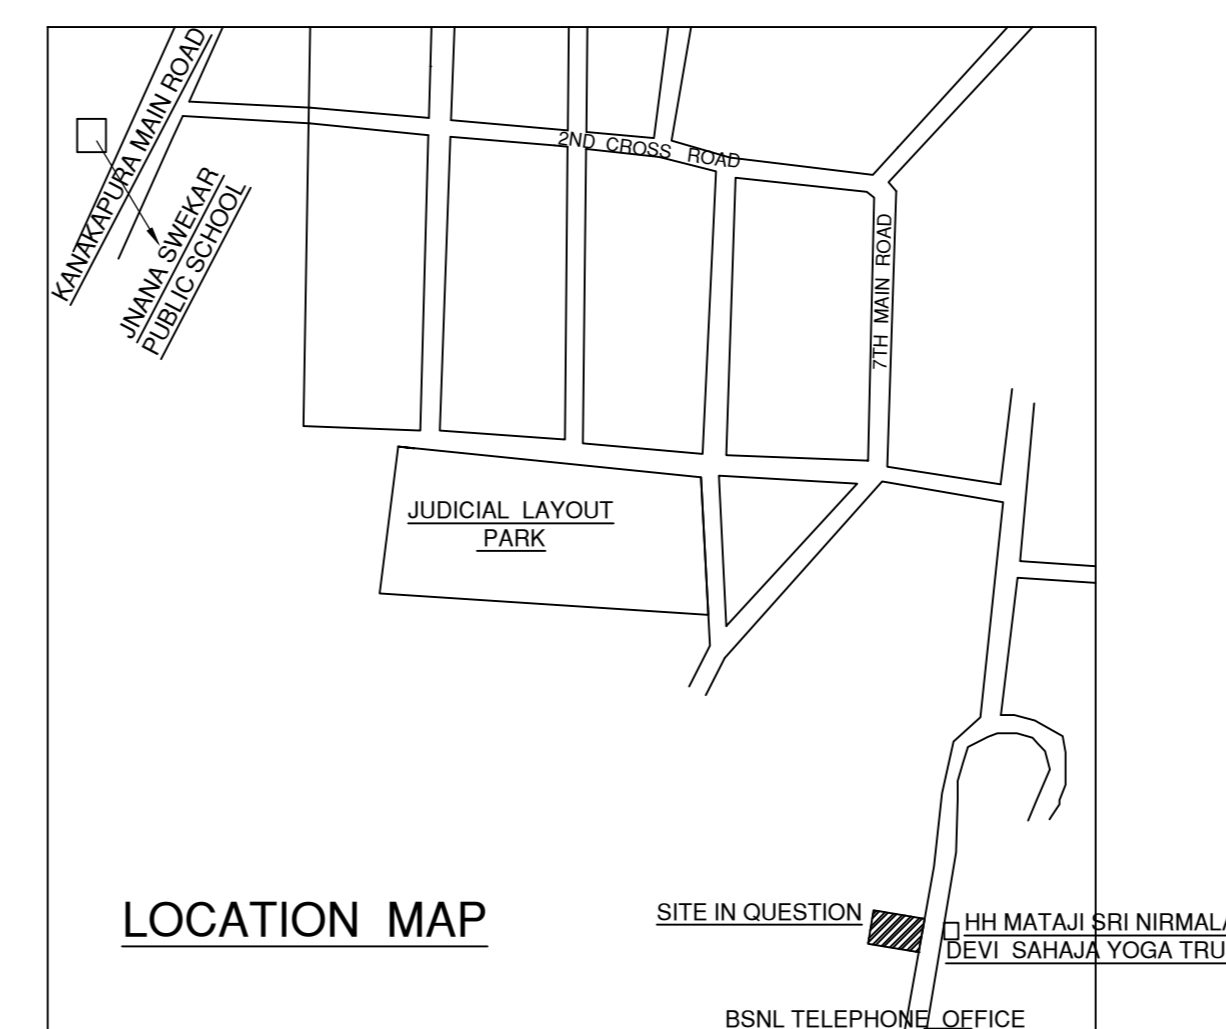 KANAKAPURA MAIN ROAD
JNANA SWEKAR
PUBLIC SCHOOL
2ND CROSS ROAD
7TH MAIN ROAD
JUDICIAL LAYOUT
PARK
LOCATION MAP
SITE IN QUESTION
HH MATAJI SRI NIRMALA
DEVI SAHAJA YOGA TRU
BSNL TELEPHONE OFFICE